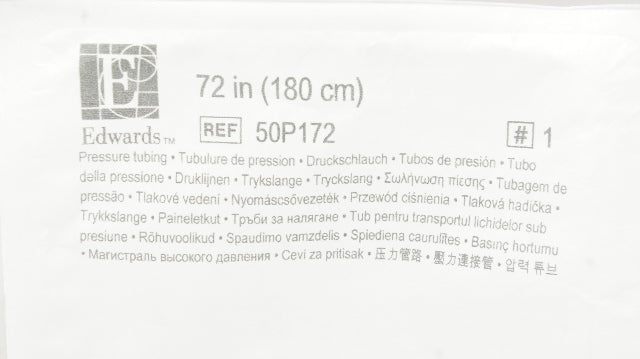 E
72 in (180 cm)
Edwards™ REF 50P172 # 1
Pressure tubing • Tubulure de pression • Druckschlauch • Tubos de presión • Tubo
della pressione • Druklijnen • Trykslange • Tryckslang • Σωλήνωση πίεσης • Tubagem de
pressão • Tlakové vedení • Nyomáscsővezeték • Przewód ciśnienia • Tlaková hadička •
Trykkslange • Paineletkut • Тръби за налягане • Tub pentru transportul lichidelor sub
presiune • Rõhuvoolikud • Spaudimo vamzdelis • Spiediena caurulītes • Basınç hortumu
• Магистраль высокого давления • Cevi za pritisak • 压力管路 • 壓力連接管 • 압력 튜브